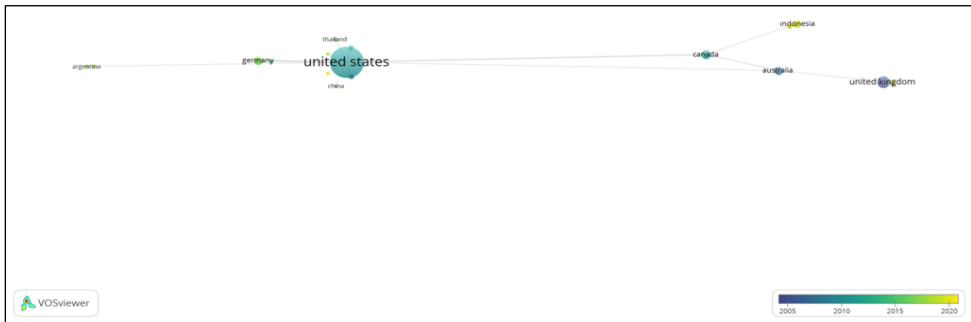 indonesia
thailand
canada
germany
united states
argentina
australia
united kingdom
china
VOSviewer
2005 2010 2015 2020